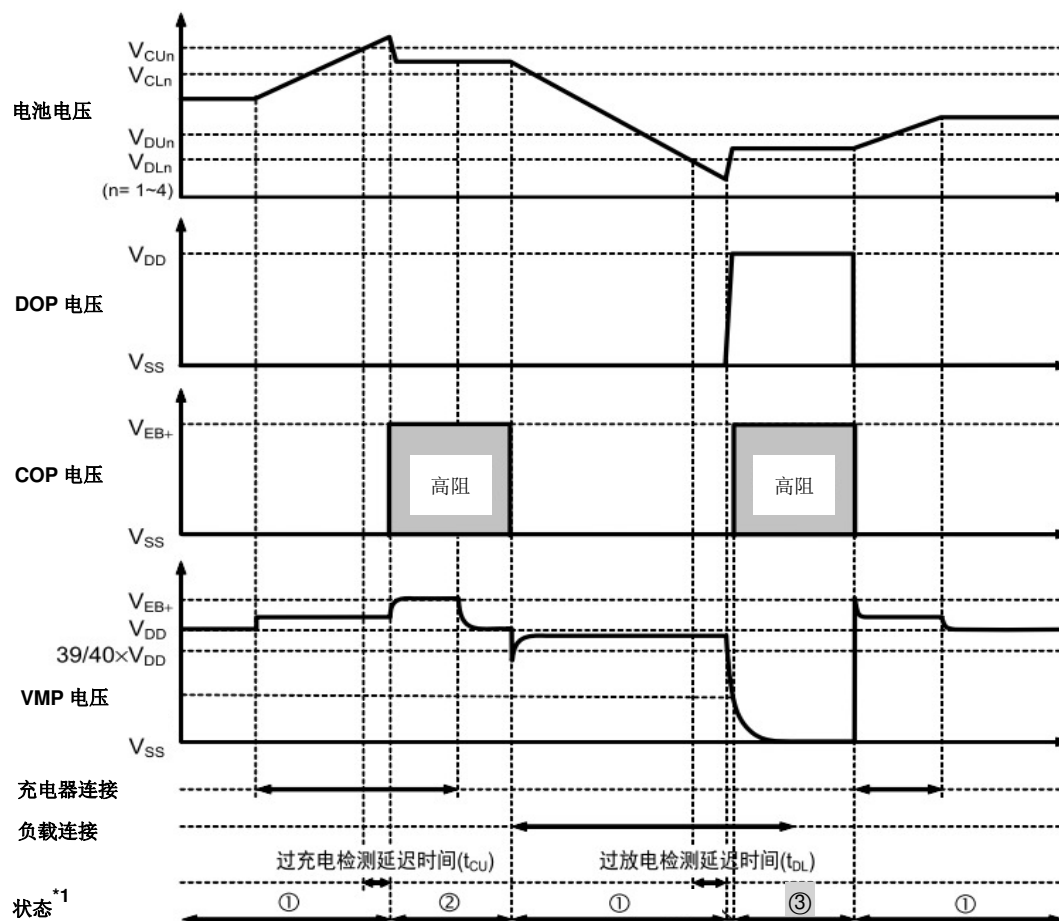 V_CUn
V_CLn
电池电压
V_DUn
V_DLn
(n= 1~4)
V_DD
DOP 电压
V_SS
V_EB+
COP 电压
高阻
高阻
V_SS
V_EB+
V_DD
39/40×V_DD
VMP 电压
V_SS
充电器连接
负载连接
过充电检测延迟时间(t_CU)
过放电检测延迟时间(t_DL)
状态*1
① ② ① ③ ①